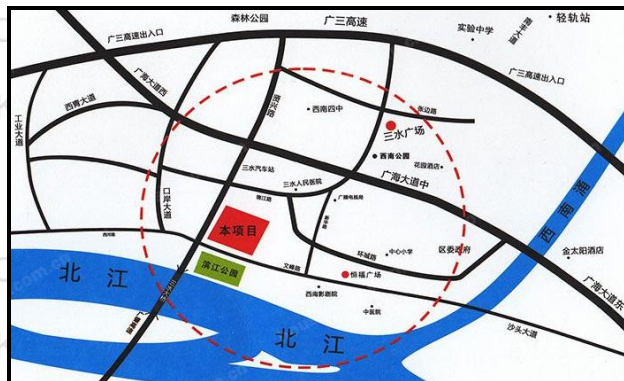 森林公园
广三高速
实验中学
南丰大道
轻轨站
广三高速出入口
广海大道西
西青大道
工业大道
振兴路
西南四中
张边路
广三高速出入口
三水广场
西南公园
花园酒店
三水汽车站
三水人民医院
广海大道中
口岸大道
西南涌
本项目
环城路
中心小学
区委政府
金太阳酒店
滨江公园
文峰路
恒福广场
北江
西南影剧院
中医院
广海大道东
沙头大道
北江